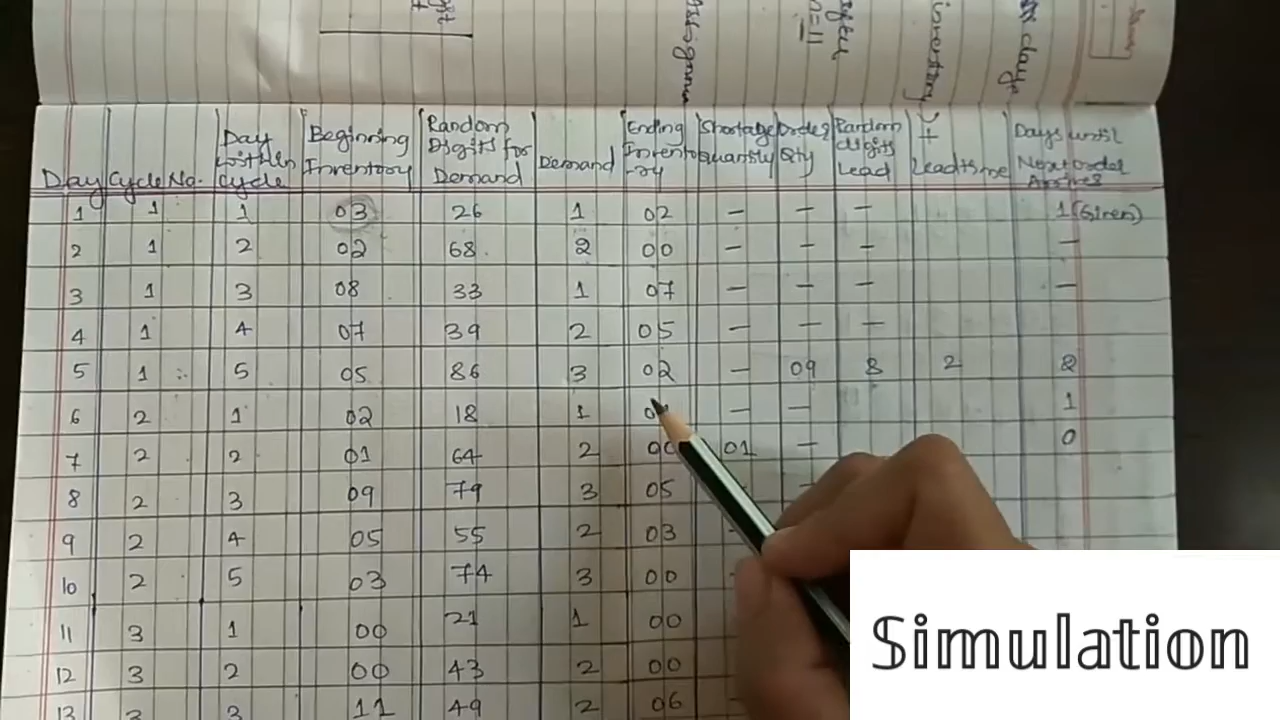 Day Cycle No. Day within cycle Beginning Inventory Random Digits for Demand Demand Ending Invento-ry Shortage quantity Order Qty Random digits Lead Leadtime Days until Next Order Arrives
1 1 1 03 26 1 02 - - - 1(Given)
2 1 2 02 68 2 00 - - - -
3 1 3 08 33 1 07 - - - -
4 1 4 07 39 2 05 - - -
5 1 5 05 86 3 02 - 09 8 2 2
6 2 1 02 18 1 - - 1
7 2 2 01 64 2 00 01 - 0
8 2 3 09 79 3 05 -
9 2 4 05 55 2 03
10 2 5 03 74 3 00
11 3 1 00 21 1 00
12 3 2 00 43 2 00
13 3 3 11 49 2 06
Simulation